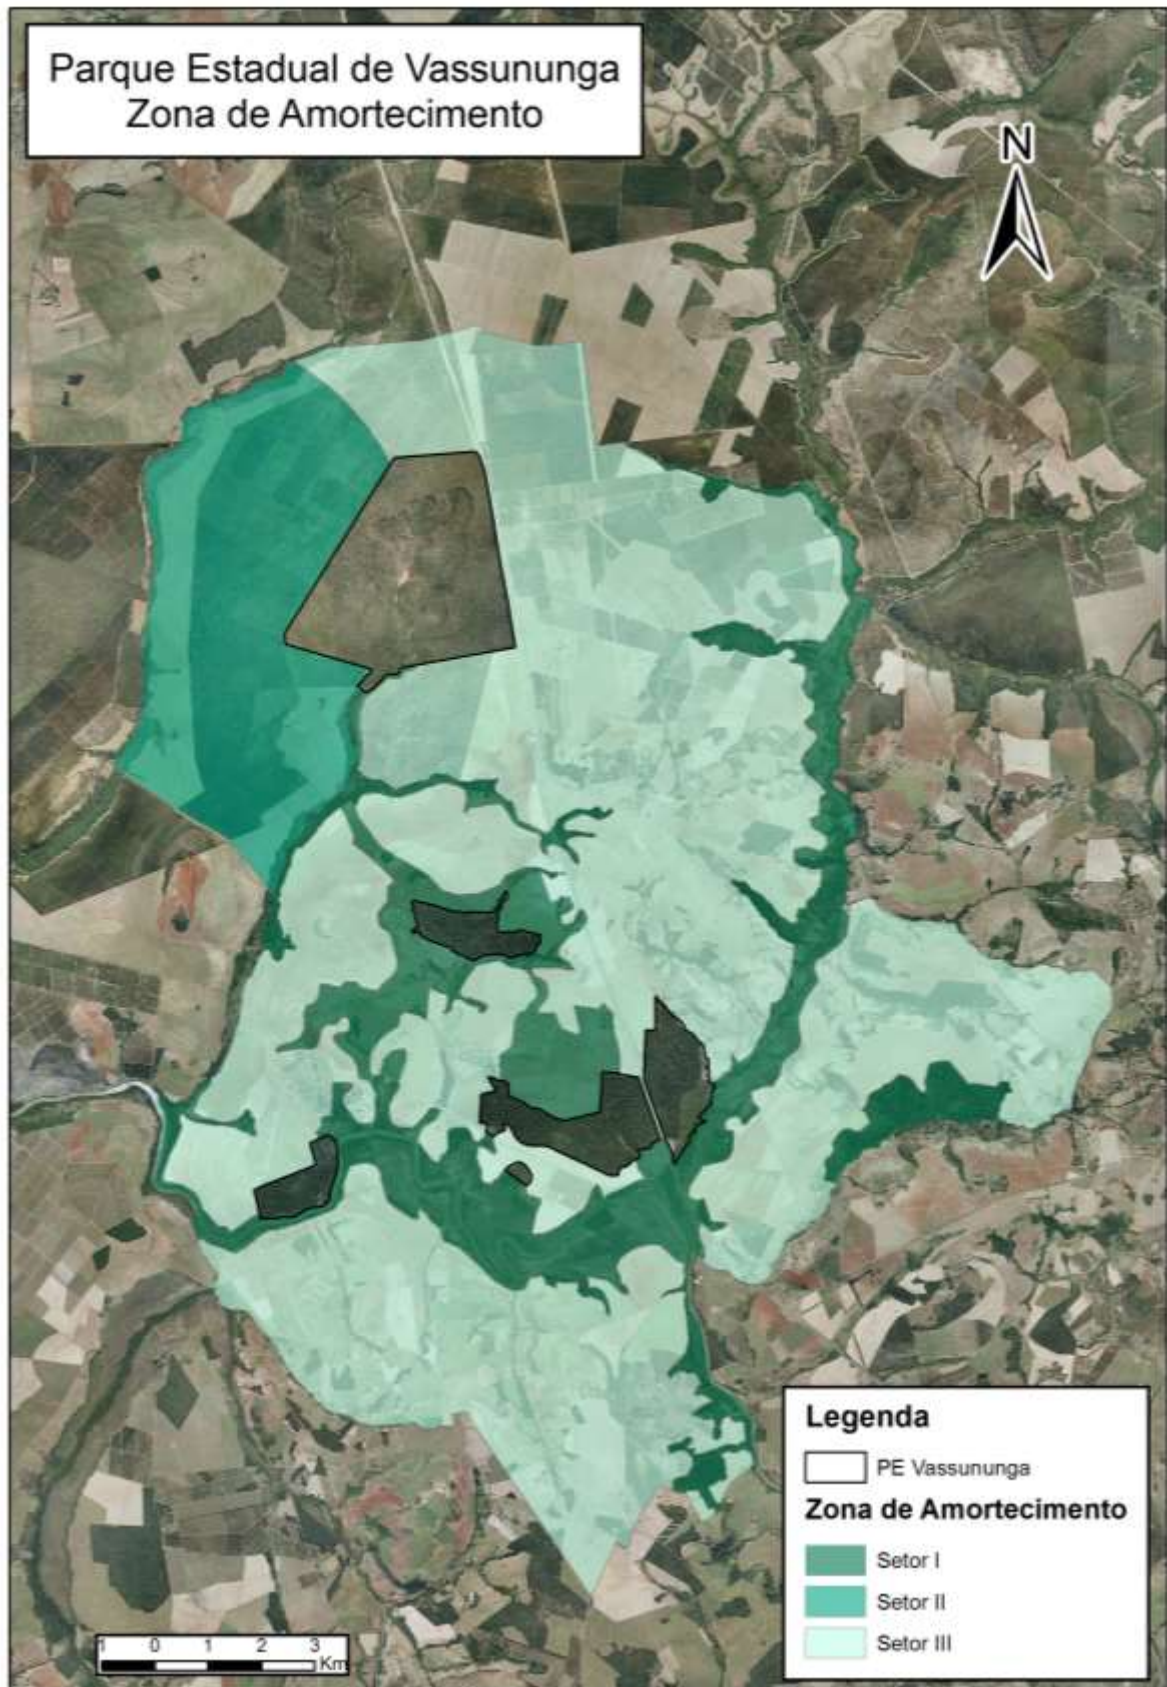 Parque Estadual de Vassununga
Zona de Amortecimento
N
Legenda
PE Vassununga
Zona de Amortecimento
Setor I
Setor II
Setor III
1 0 1 2 3
Km